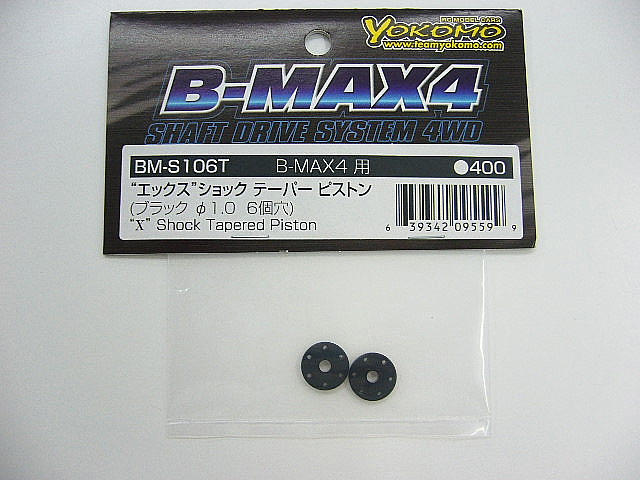 RC MODEL CARS
YOKOMO
www.teamyokomo.com
B-MAX4
SHAFT DRIVE SYSTEM 4WD
BM-S106T B-MAX4 用 ●400
“エックス”ショック テーパー ピストン
(ブラック φ1.0 6個穴)
“X” Shock Tapered Piston
6 39342 09559 9